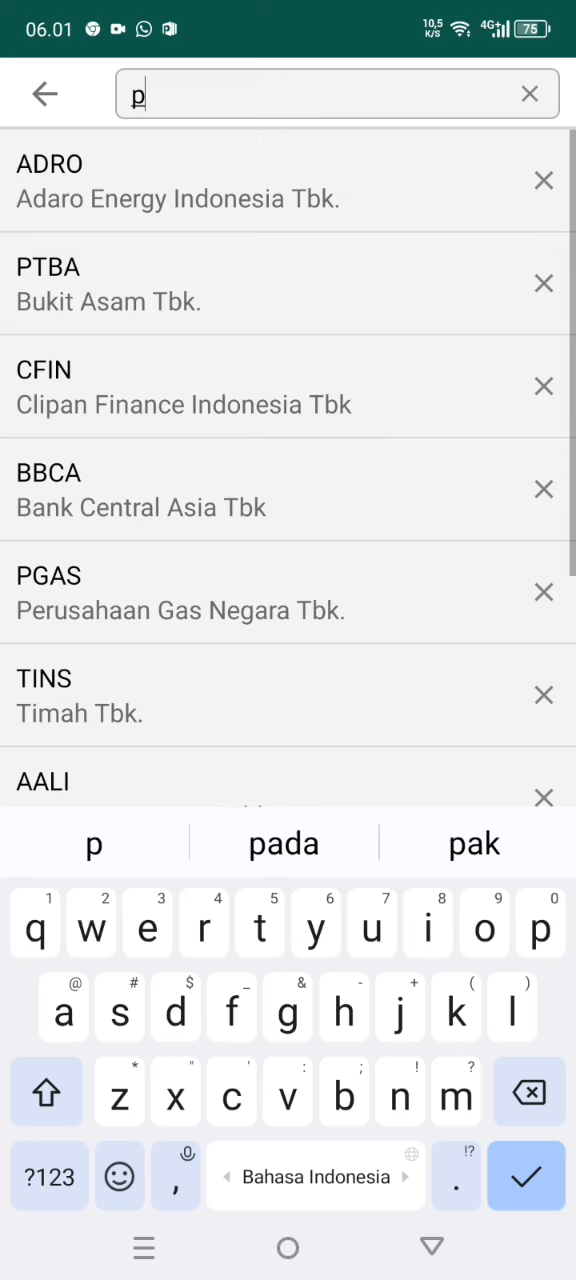 06.01
10,5
K/S
4G+
75
p
ADRO
Adaro Energy Indonesia Tbk.
PTBA
Bukit Asam Tbk.
CFIN
Clipan Finance Indonesia Tbk
BBCA
Bank Central Asia Tbk
PGAS
Perusahaan Gas Negara Tbk.
TINS
Timah Tbk.
AALI
p pada pak
1 2 3 4 5 6 7 8 9 0
q w e r t y u i o p
@ # $ _ & - + ( )
a s d f g h j k l
* " ' : ; ! ?
z x c v b n m
!?
?123 , Bahasa Indonesia .